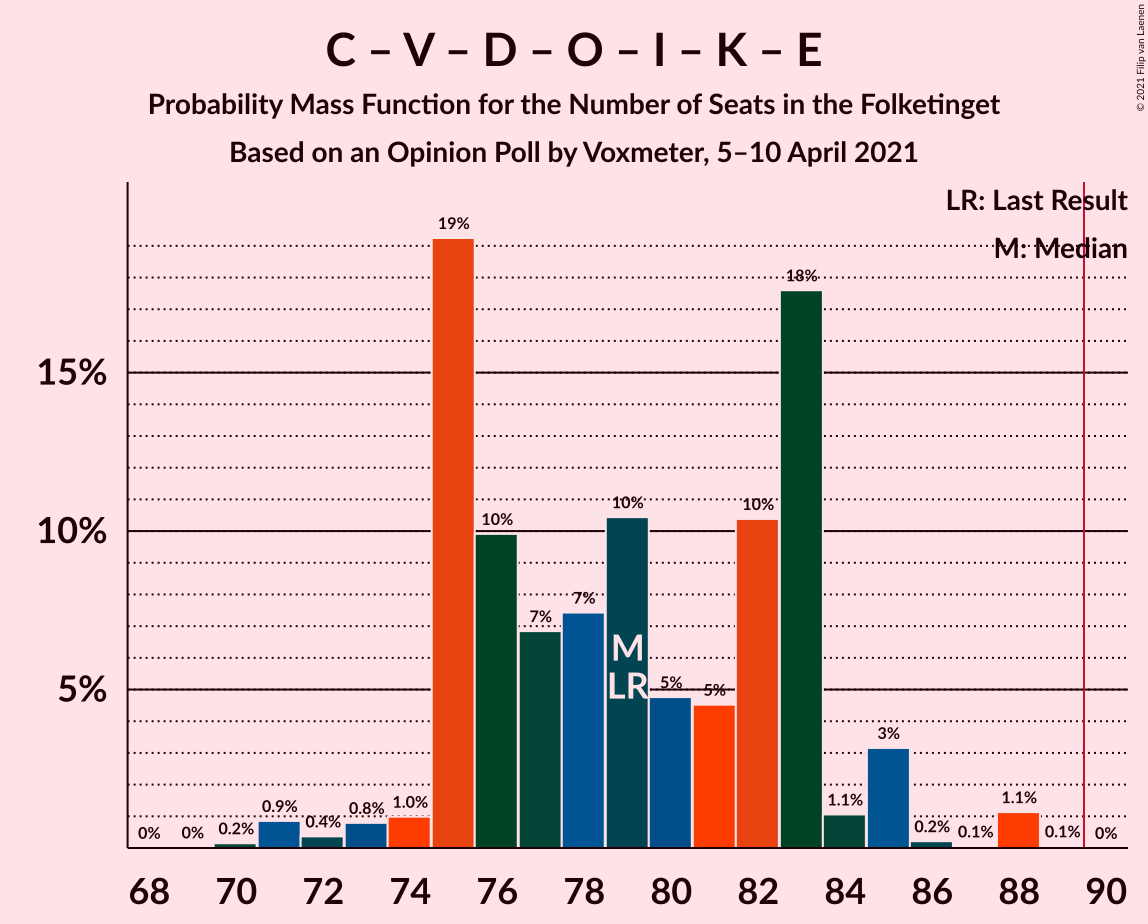 C – V – D – O – I – K – E
Probability Mass Function for the Number of Seats in the Folketinget
Based on an Opinion Poll by Voxmeter, 5–10 April 2021
© 2021 Filip van Laenen
LR: Last Result
M: Median
15%
10%
5%
0%
0%
0.2%
0.9%
0.4%
0.8%
1.0%
19%
10%
7%
7%
10%
5%
5%
10%
18%
1.1%
3%
0.2%
0.1%
1.1%
0.1%
0%
M
LR
68 70 72 74 76 78 80 82 84 86 88 90